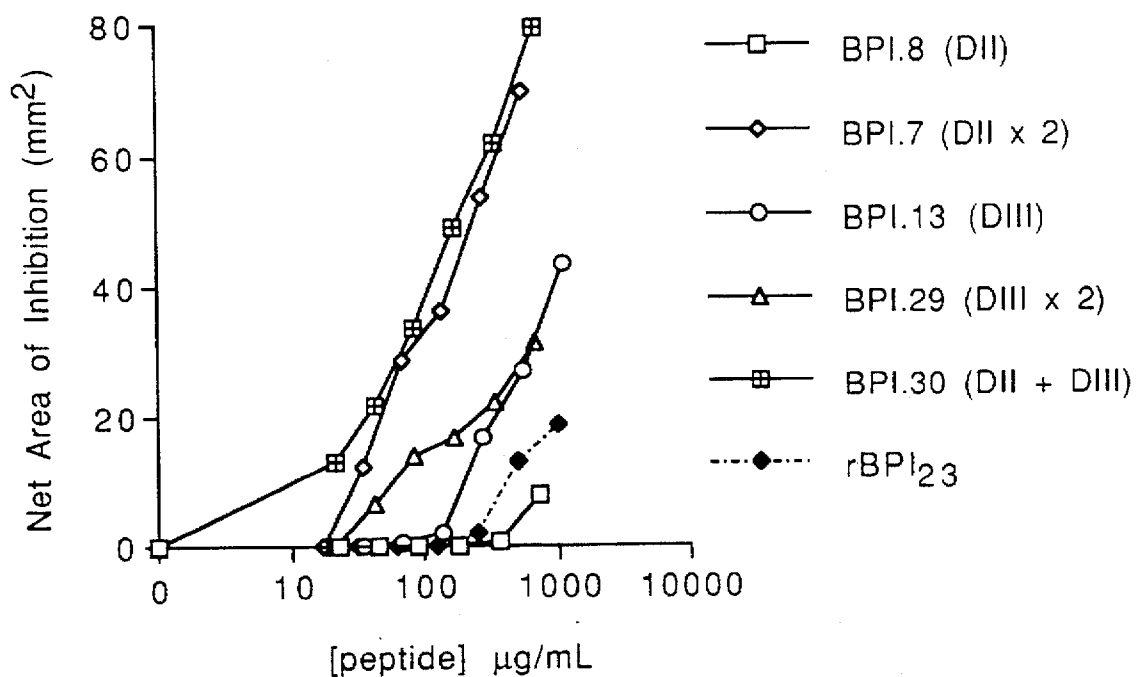 Net Area of Inhibition (mm²)
80
60
40
20
0
0
10
100
1000
10000
[peptide] µg/mL
BPI.8 (DII)
BPI.7 (DII x 2)
BPI.13 (DIII)
BPI.29 (DIII x 2)
BPI.30 (DII + DIII)
rBPI₂₃